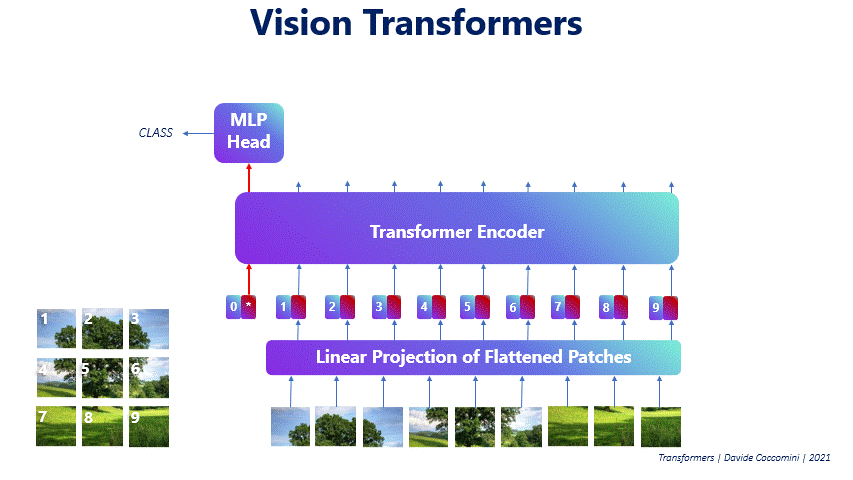 Vision Transformers
MLP
Head
CLASS
Transformer Encoder
0 * 1 2 3 4 5 6 7 8 9
1 2 3
4 5 6
7 8 9
Linear Projection of Flattened Patches
Transformers | Davide Coccomini | 2021